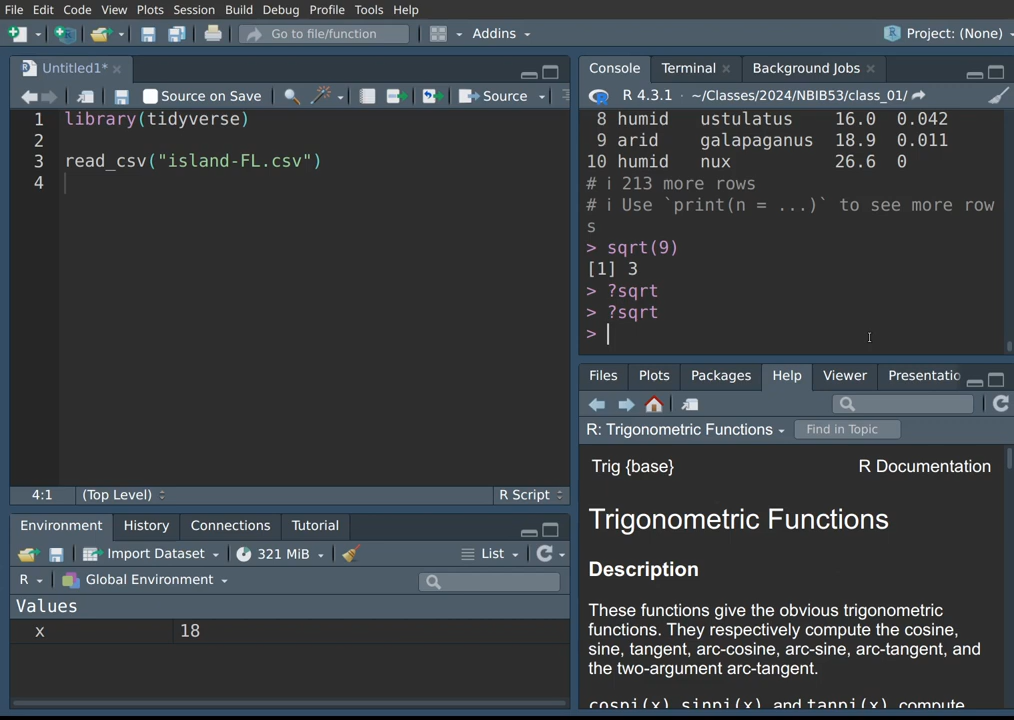 File Edit Code View Plots Session Build Debug Profile Tools Help
Go to file/function Addins Project: (None)
Untitled1*
Source on Save Source
1 library(tidyverse)
2
3 read_csv("island-FL.csv")
4
4:1 (Top Level) R Script
Console Terminal Background Jobs
R 4.3.1 · ~/Classes/2024/NBIB53/class_01/
8 humid ustulatus 16.0 0.042
9 arid galapaganus 18.9 0.011
10 humid nux 26.6 0
# i 213 more rows
# i Use `print(n = ...)` to see more row
s
> sqrt(9)
[1] 3
> ?sqrt
> ?sqrt
>
Environment History Connections Tutorial
Import Dataset 321 MiB List
R Global Environment
Values
x 18
Files Plots Packages Help Viewer Presentatio
R: Trigonometric Functions Find in Topic
Trig {base} R Documentation
Trigonometric Functions
Description
These functions give the obvious trigonometric
functions. They respectively compute the cosine,
sine, tangent, arc-cosine, arc-sine, arc-tangent, and
the two-argument arc-tangent.
cospi(x), sinpi(x), and tanpi(x), compute